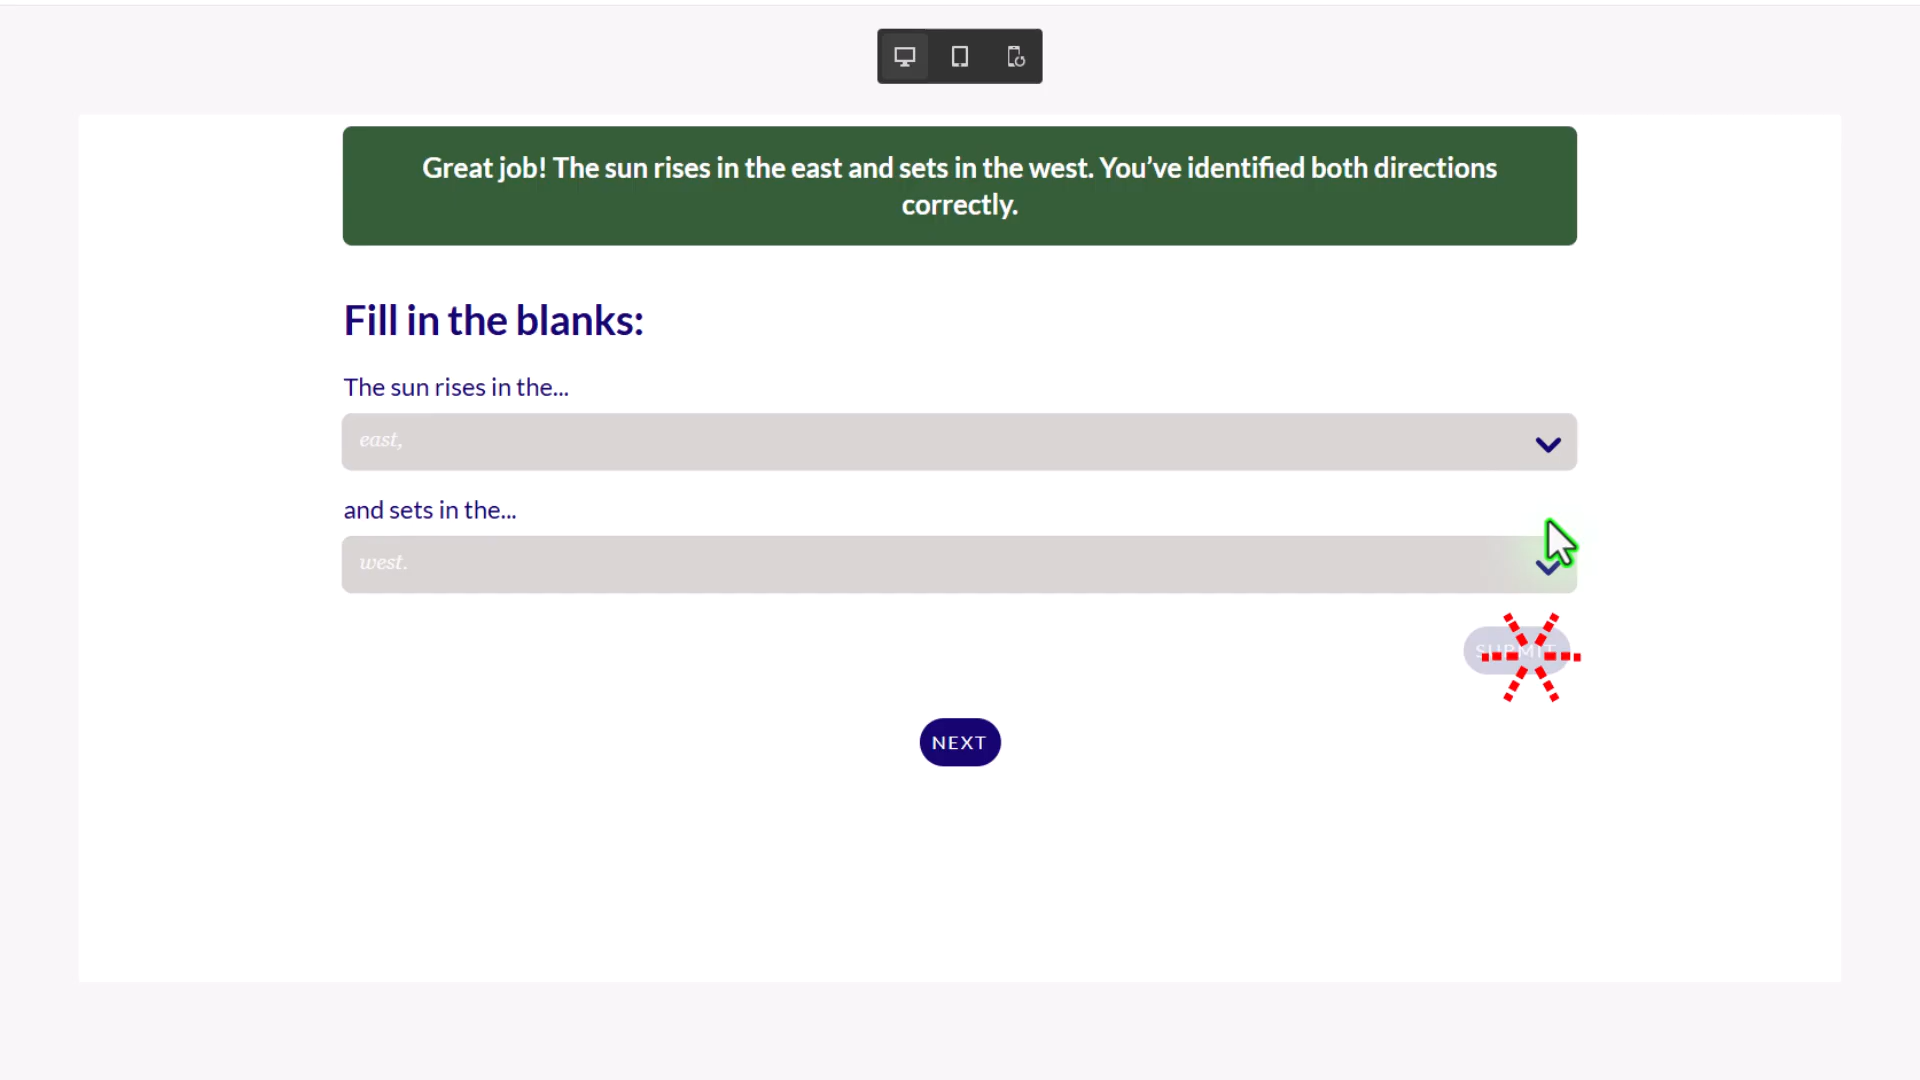 Great job! The sun rises in the east and sets in the west. You’ve identified both directions
correctly.
Fill in the blanks:
The sun rises in the...
east,
and sets in the...
west.
SUBMIT
NEXT